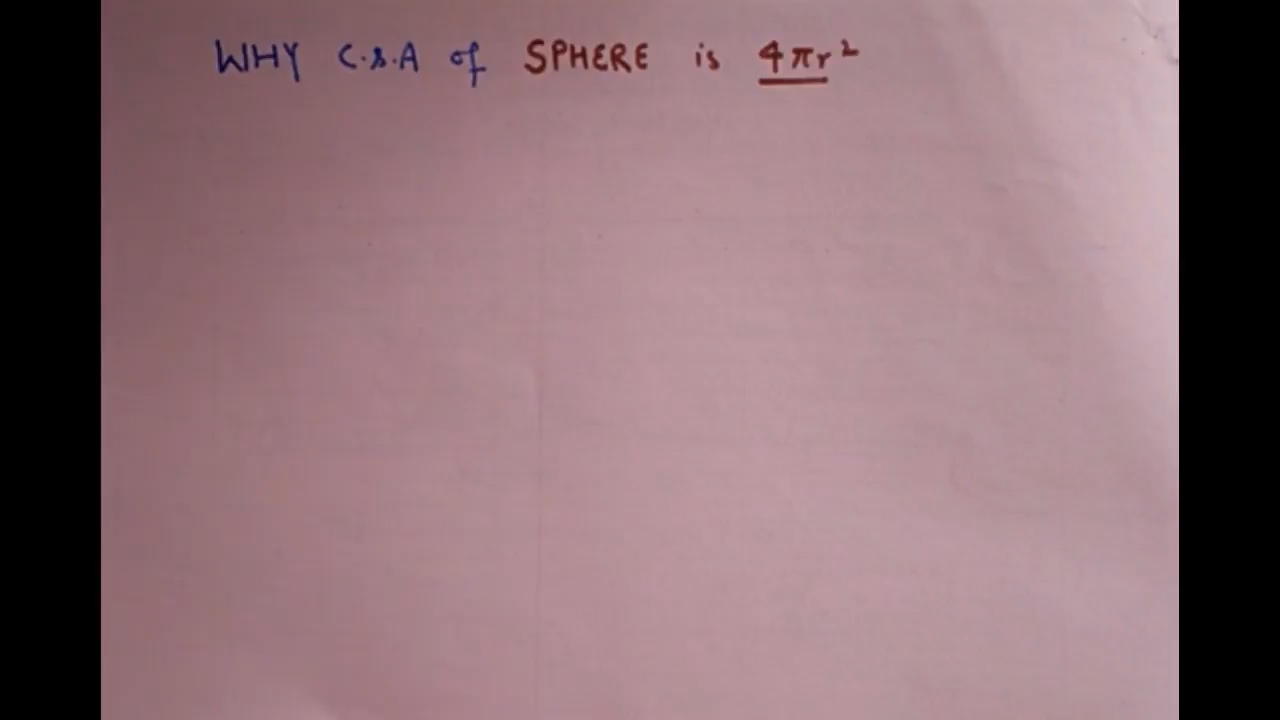 WHY C.S.A of SPHERE is 4πr²